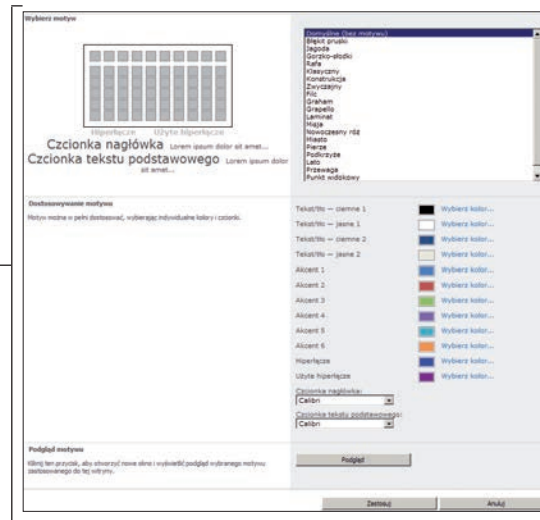 Wybierz motyw
Hiperłącze Użyte hiperłącze
Czcionka nagłówka Lorem ipsum dolor sit amet...
Czcionka tekstu podstawowego Lorem ipsum dolor
sit amet...
Domyślne (bez motywu)
Błękit pruski
Jagoda
Gorzko-słodki
Rafa
Klasyczny
Konstrukcja
Zwyczajny
Filc
Graham
Grapello
Laminat
Misja
Nowoczesny róż
Miasto
Pierze
Podkrzyże
Lato
Przewaga
Punkt widokowy
Dostosowywanie motywu
Motyw można w pełni dostosować, wybierając indywidualne kolory i czcionki.
Tekst/tło — ciemne 1 Wybierz kolor...
Tekst/tło — jasne 1 Wybierz kolor...
Tekst/tło — ciemne 2 Wybierz kolor...
Tekst/tło — jasne 2 Wybierz kolor...
Akcent 1 Wybierz kolor...
Akcent 2 Wybierz kolor...
Akcent 3 Wybierz kolor...
Akcent 4 Wybierz kolor...
Akcent 5 Wybierz kolor...
Akcent 6 Wybierz kolor...
Hiperłącze Wybierz kolor...
Użyte hiperłącze Wybierz kolor...
Czcionka nagłówka:
Calibri
Czcionka tekstu podstawowego:
Calibri
Podgląd motywu
Kliknij ten przycisk, aby otworzyć nowe okno i wyświetlić podgląd wybranego motywu
zastosowanego do tej witryny.
Podgląd
Zastosuj Anuluj